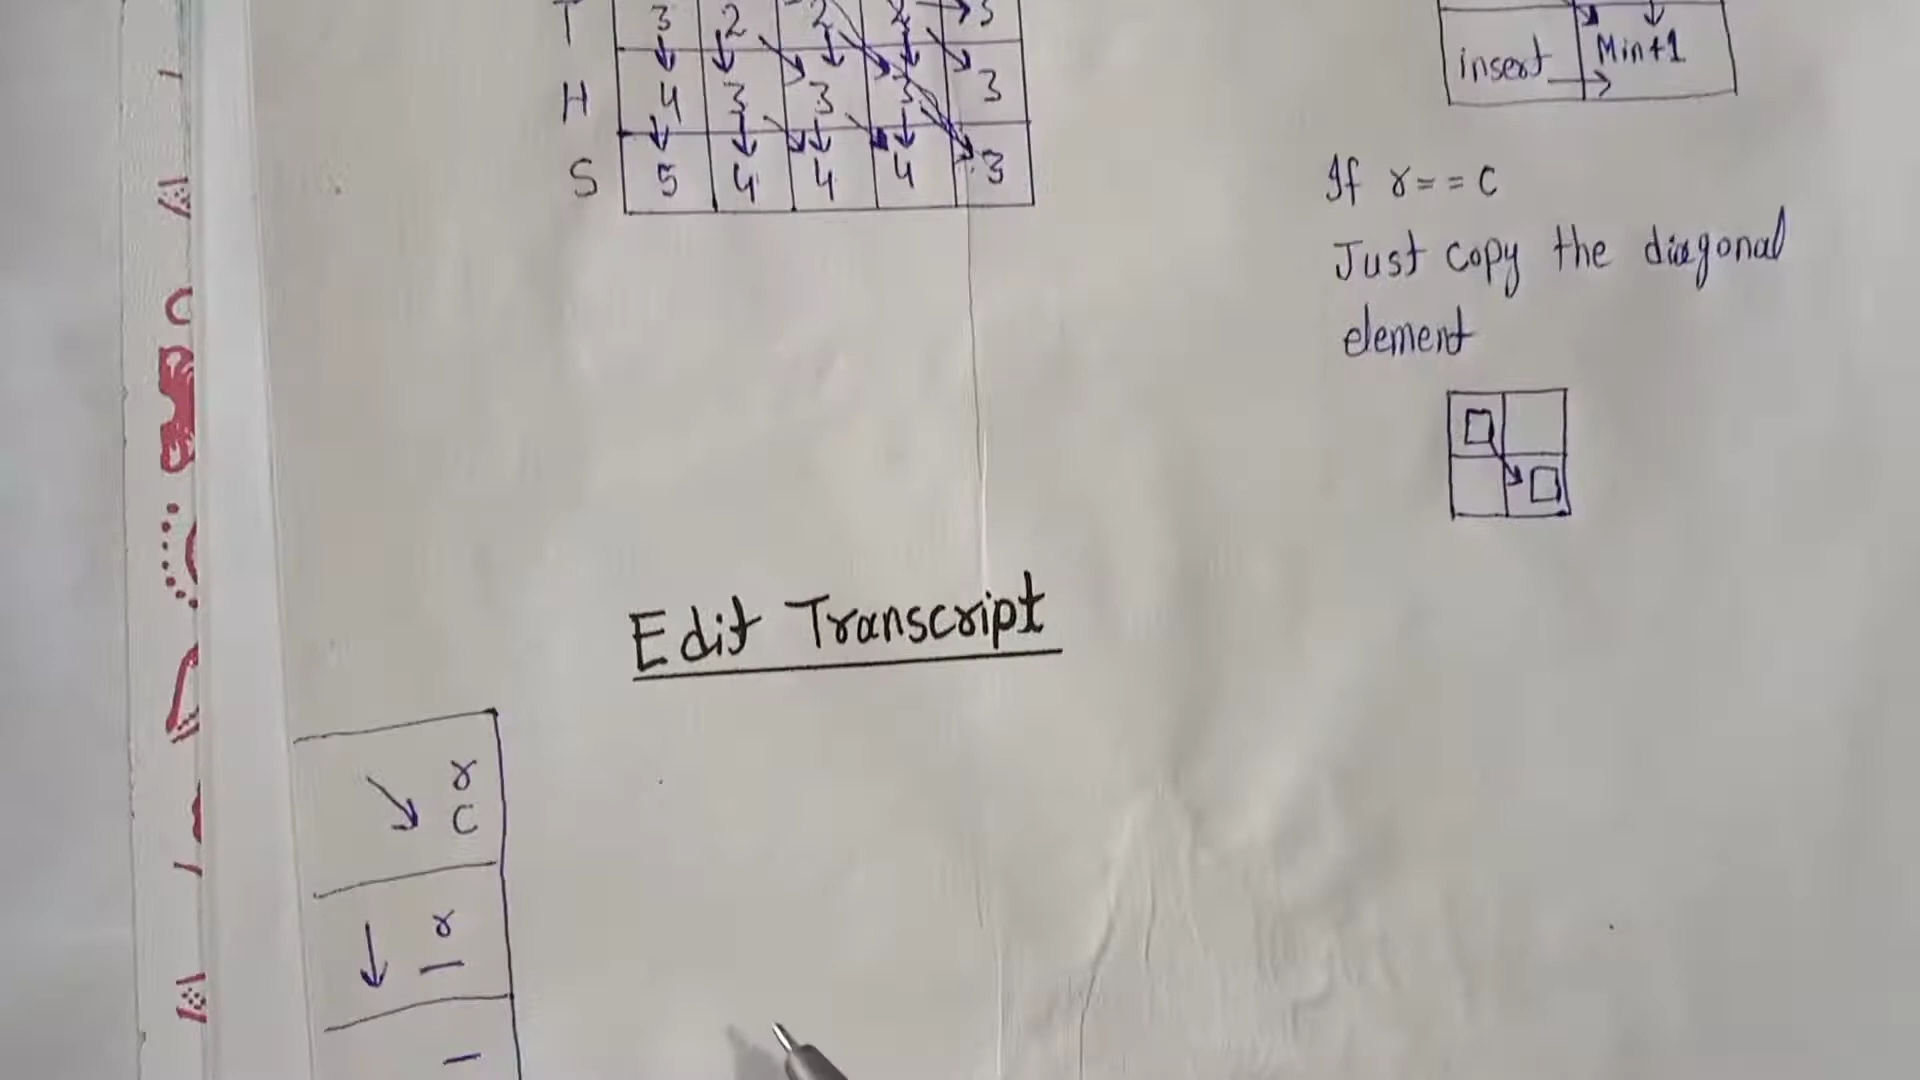 T 3 2 2 2 3
H 4 3 3 3 3
S 5 4 4 4 3
insert Min+1
If r==c
Just copy the diagonal
element
Edit Transcript
r
c
r
—
—